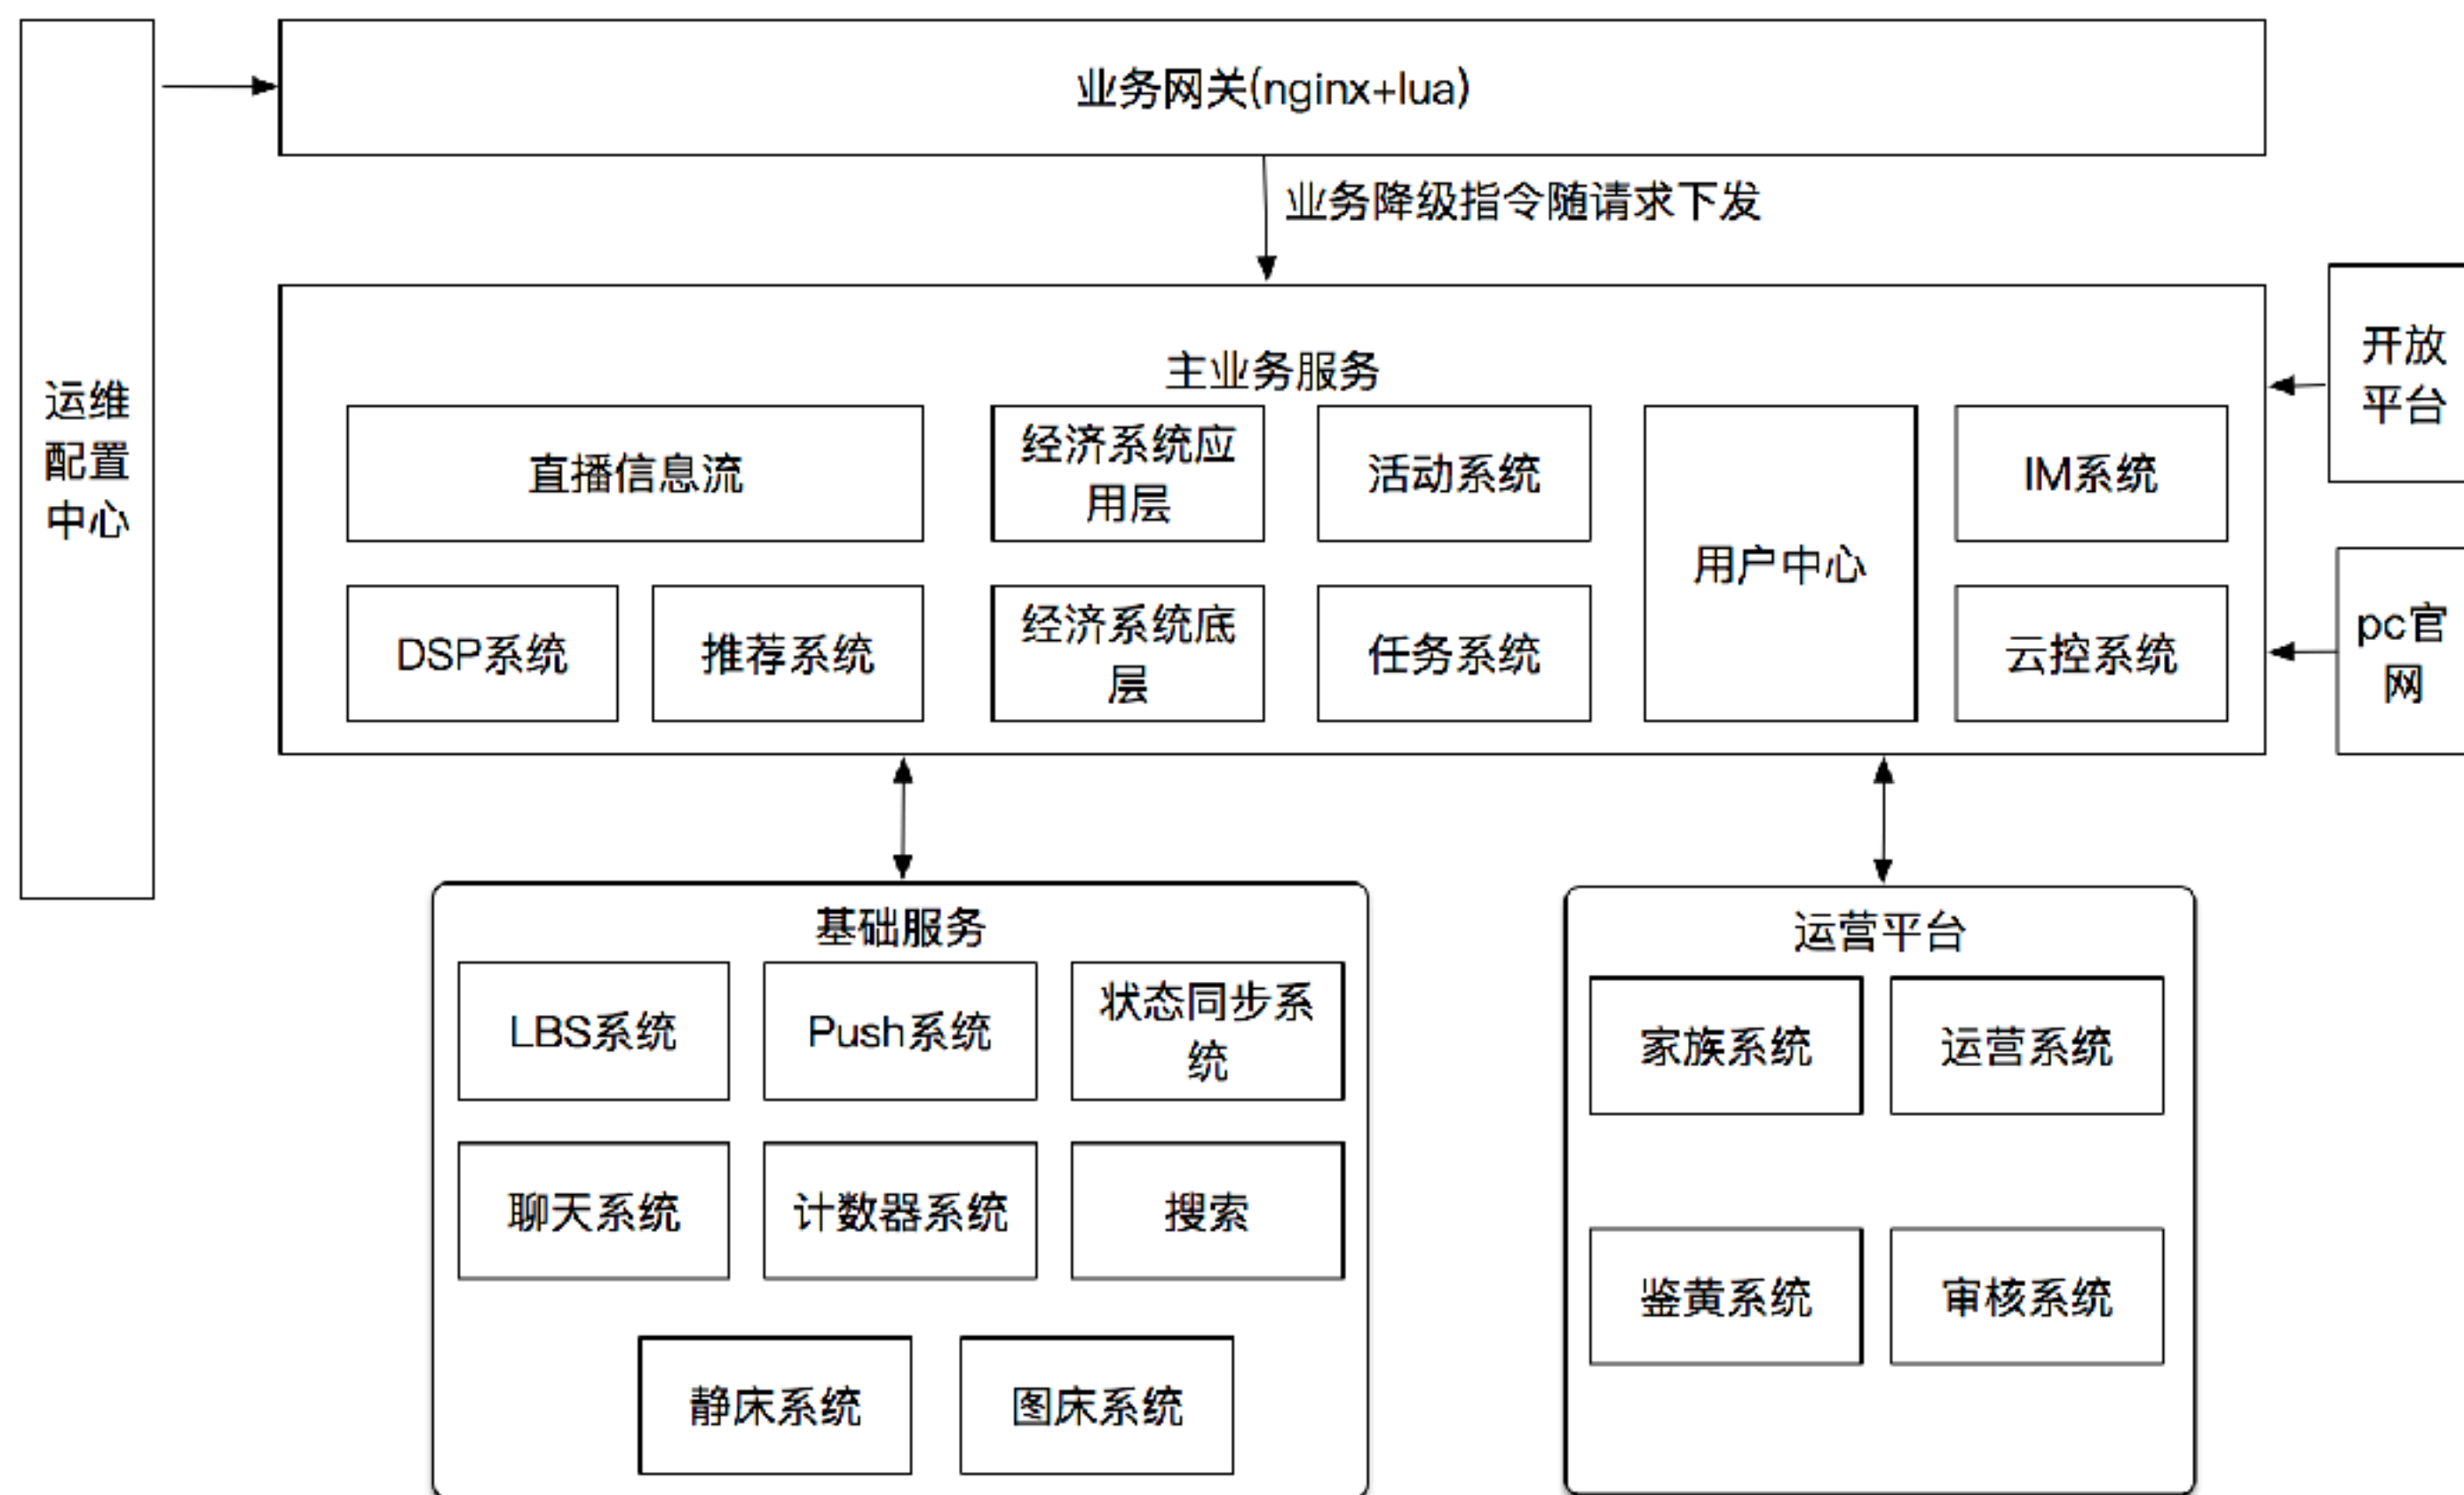 业务网关(nginx+lua)
业务降级指令随请求下发
运维
配置
中心
主业务服务
直播信息流
经济系统应
用层
活动系统
用户中心
IM系统
DSP系统
推荐系统
经济系统底
层
任务系统
云控系统
开放
平台
pc官
网
基础服务
LBS系统
Push系统
状态同步系
统
聊天系统
计数器系统
搜索
静床系统
图床系统
运营平台
家族系统
运营系统
鉴黄系统
审核系统